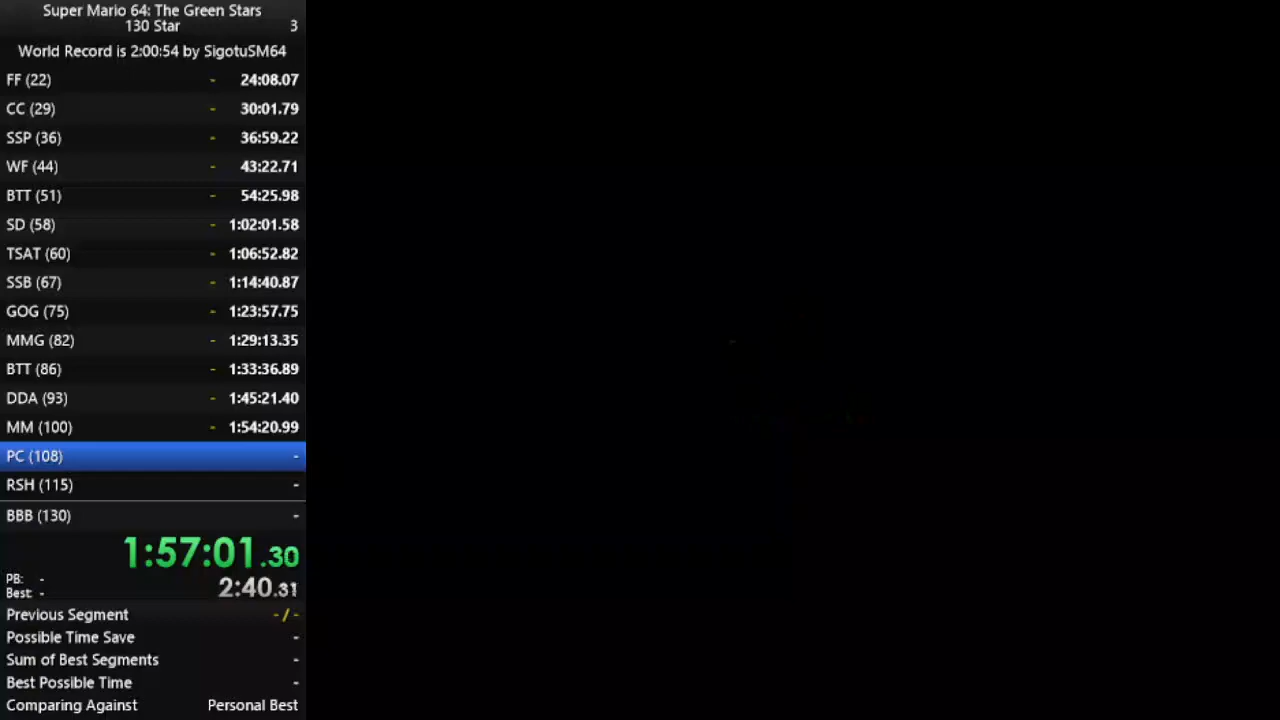 Super Mario 64: The Green Stars
130 Star 3
World Record is 2:00:54 by SigotuSM64
FF (22) - 24:08.07
CC (29) - 30:01.79
SSP (36) - 36:59.22
WF (44) - 43:22.71
BTT (51) - 54:25.98
SD (58) - 1:02:01.58
TSAT (60) - 1:06:52.82
SSB (67) - 1:14:40.87
GOG (75) - 1:23:57.75
MMG (82) - 1:29:13.35
BTT (86) - 1:33:36.89
DDA (93) - 1:45:21.40
MM (100) - 1:54:20.99
PC (108) -
RSH (115) -
BBB (130) -
1:57:01.30
PB: -
Best: - 2:40.31
Previous Segment - / -
Possible Time Save -
Sum of Best Segments -
Best Possible Time -
Comparing Against Personal Best